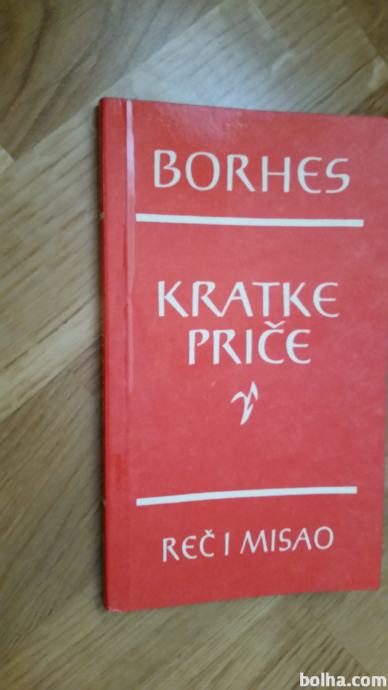 BORHES
KRATKE
PRIČE
REČ I MISAO
bolha.com